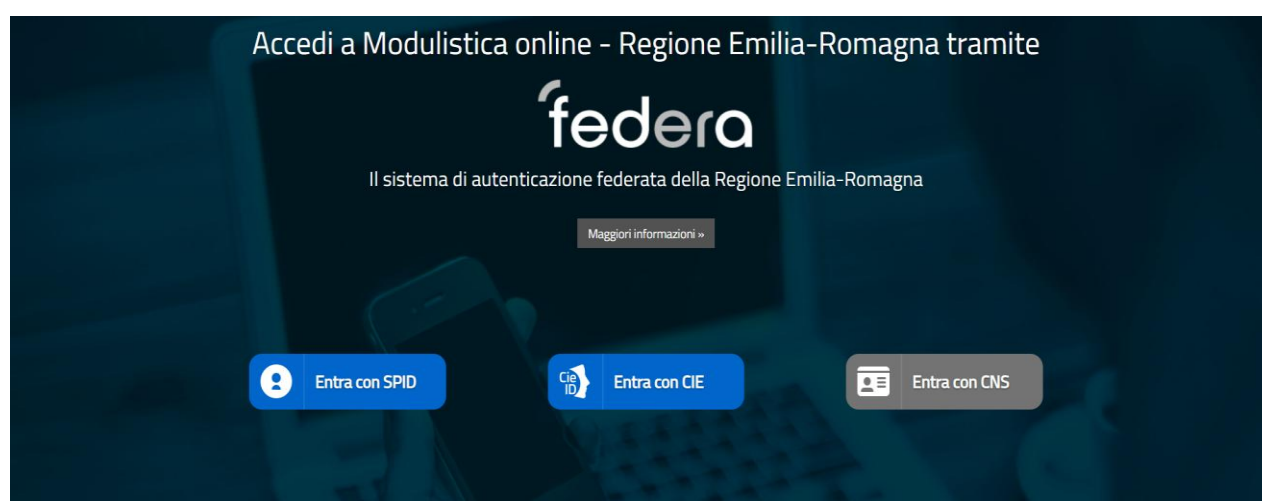 Accedi a Modulistica online - Regione Emilia-Romagna tramite
federa
Il sistema di autenticazione federata della Regione Emilia-Romagna
Maggiori informazioni »
Entra con SPID
Cie
ID
Entra con CIE
Entra con CNS